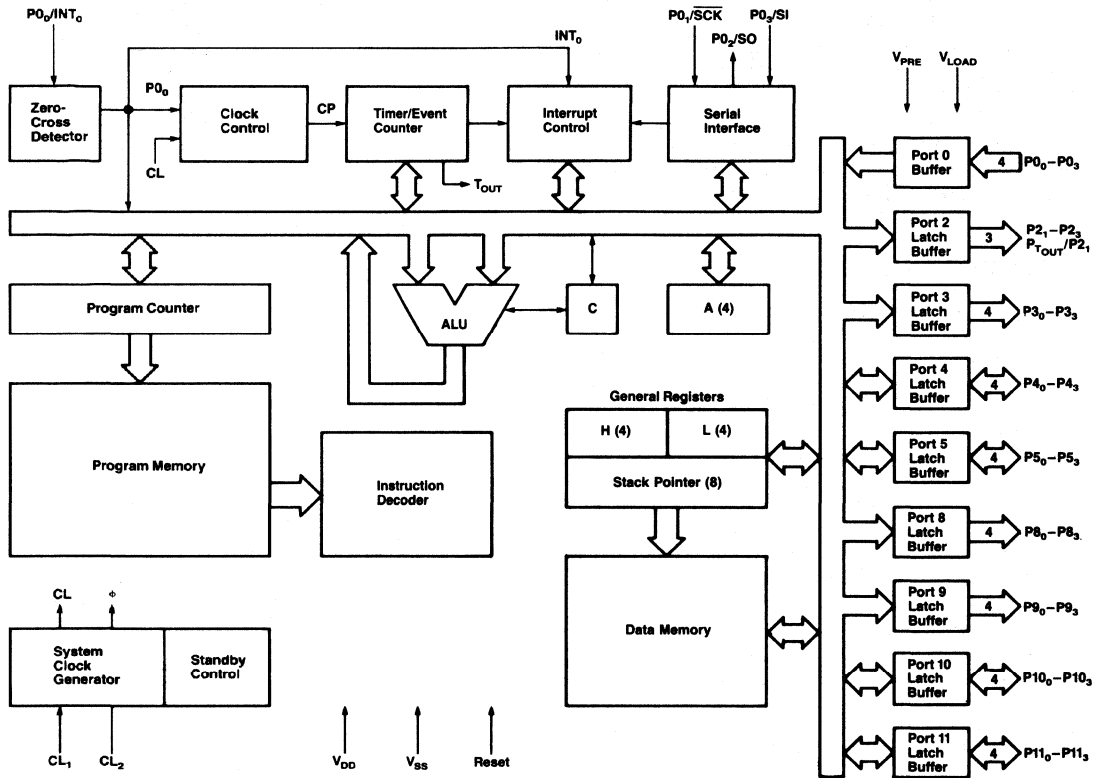 P0₀/INT₀
P0₁/S̅C̅K̅
P0₃/SI
P0₂/SO
INT₀
V_PRE
V_LOAD
Zero-
Cross
Detector
P0₀
CL
Clock
Control
CP
Timer/Event
Counter
T_OUT
Interrupt
Control
Serial
Interface
Port 0
Buffer
4
P0₀–P0₃
Port 2
Latch
Buffer
3
P2₁–P2₃
P_TOUT/P2₁
Program Counter
ALU
C
A (4)
Port 3
Latch
Buffer
4
P3₀–P3₃
Port 4
Latch
Buffer
4
P4₀–P4₃
Program Memory
Instruction
Decoder
General Registers
H (4)
L (4)
Stack Pointer (8)
Port 5
Latch
Buffer
4
P5₀–P5₃
Port 8
Latch
Buffer
4
P8₀–P8₃
CL
ϕ
System
Clock
Generator
Standby
Control
CL₁
CL₂
V_DD
V_SS
Reset
Data Memory
Port 9
Latch
Buffer
4
P9₀–P9₃
Port 10
Latch
Buffer
4
P10₀–P10₃
Port 11
Latch
Buffer
4
P11₀–P11₃